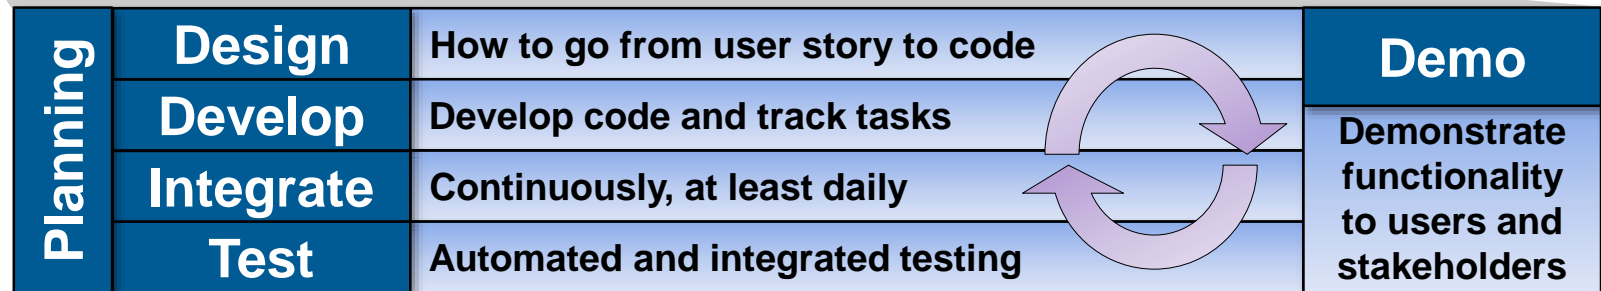 Planning
Design
How to go from user story to code
Develop
Develop code and track tasks
Integrate
Continuously, at least daily
Test
Automated and integrated testing
Demo
Demonstrate
functionality
to users and
stakeholders